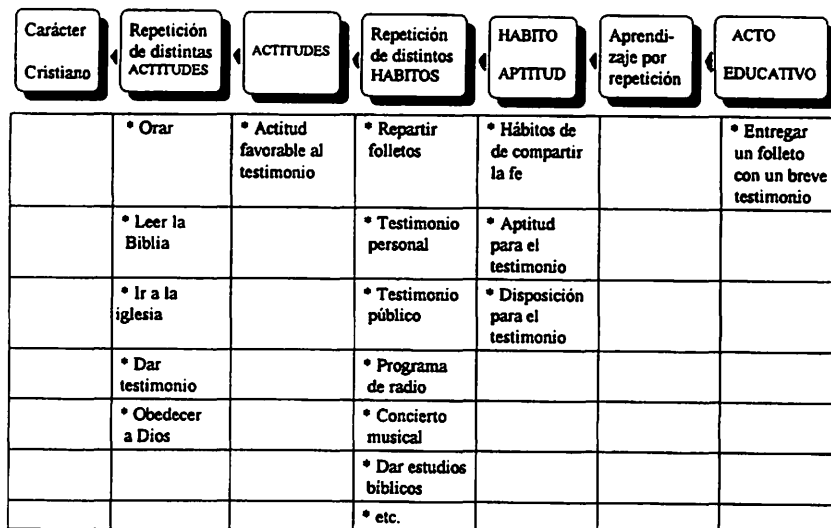 Carácter
Cristiano
Repetición
de distintas
ACTITUDES
ACTITUDES
Repetición
de distintos
HABITOS
HABITO
APTITUD
Aprendi-
zaje por
repetición
ACTO
EDUCATIVO
* Orar
* Actitud
favorable al
testimonio
* Repartir
folletos
* Hábitos de
de compartir
la fe
* Entregar
un folleto
con un breve
testimonio
* Leer la
Biblia
* Testimonio
personal
* Aptitud
para el
testimonio
* Ir a la
iglesia
* Testimonio
público
* Disposición
para el
testimonio
* Dar
testimonio
* Programa
de radio
* Obedecer
a Dios
* Concierto
musical
* Dar estudios
bíblicos
* etc.